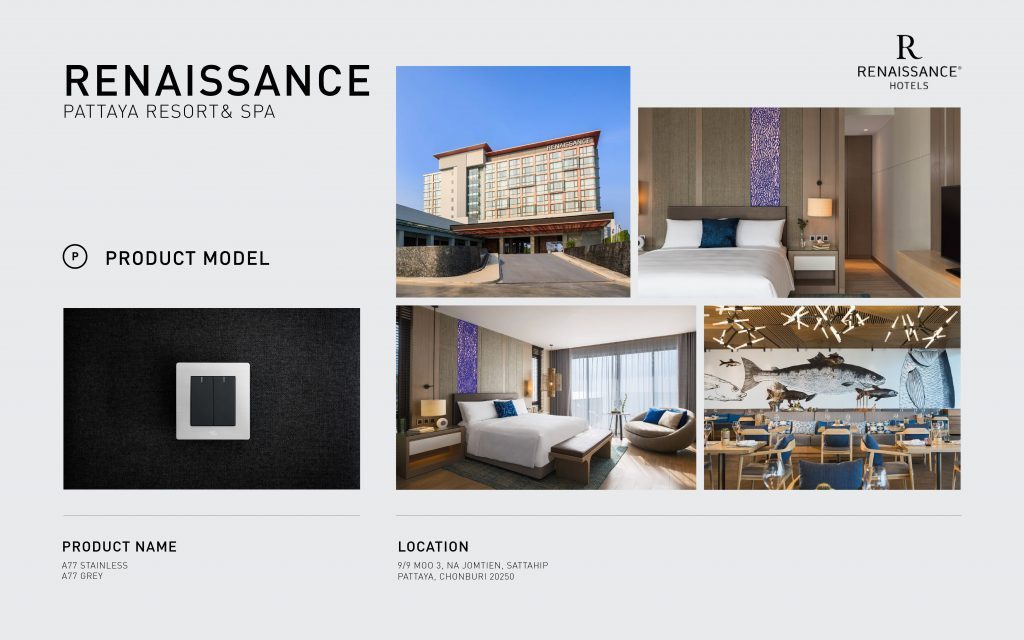 RENAISSANCE
PATTAYA RESORT& SPA
R
RENAISSANCE®
HOTELS
RENAISSANCE
P PRODUCT MODEL
PRODUCT NAME
A77 STAINLESS
A77 GREY
LOCATION
9/9 MOO 3, NA JOMTIEN, SATTAHIP
PATTAYA, CHONBURI 20250